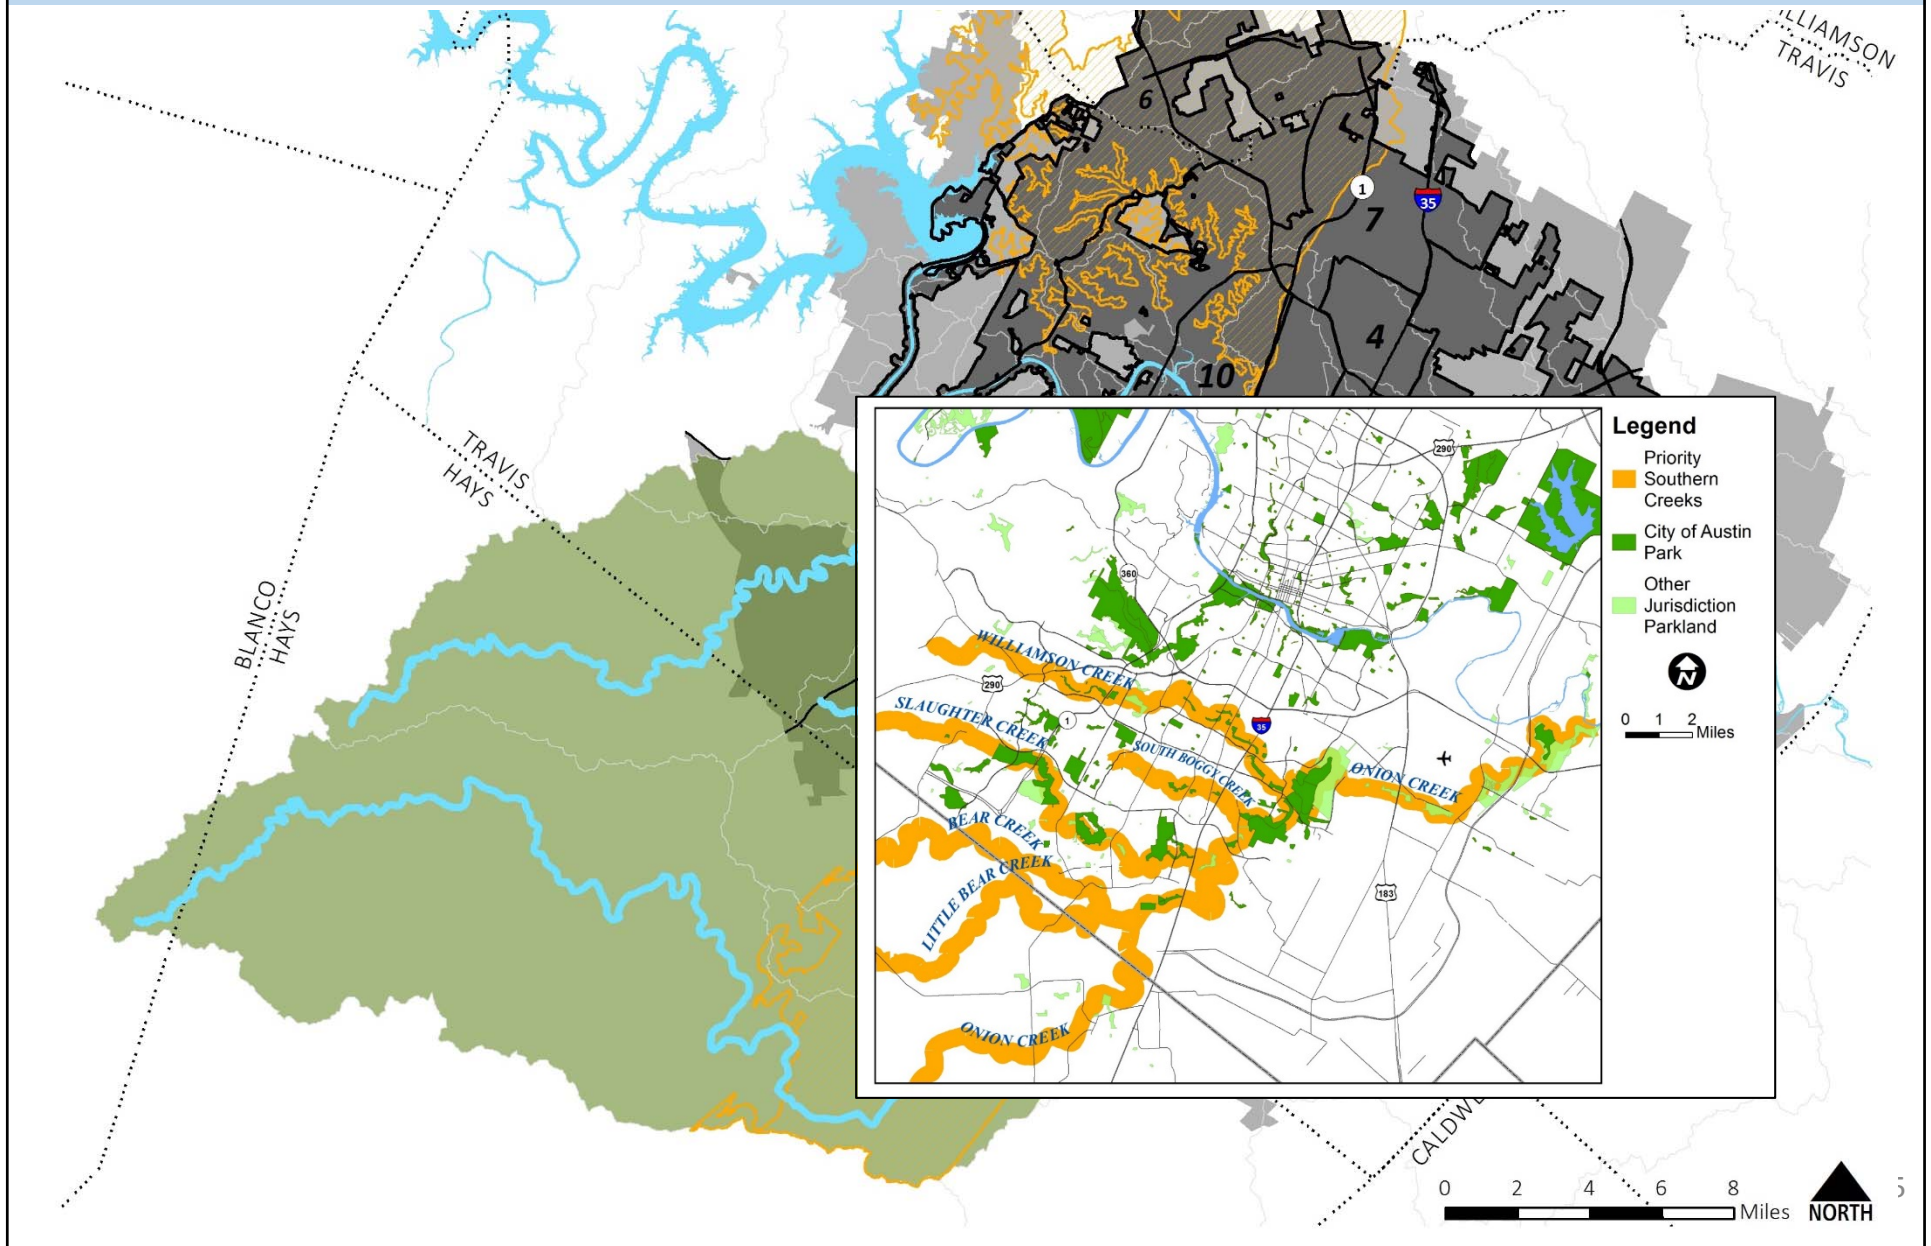 ILLIAMSON
TRAVIS
6
1
35
7
4
10
TRAVIS
HAYS
BLANCO
HAYS
Legend
Priority
Southern
Creeks
City of Austin
Park
Other
Jurisdiction
Parkland
N
0 1 2
Miles
290
360
WILLIAMSON CREEK
290
SLAUGHTER CREEK
1
35
SOUTH BOGGY CREEK
ONION CREEK
BEAR CREEK
LITTLE BEAR CREEK
183
ONION CREEK
CALDWE
0 2 4 6 8
Miles
NORTH